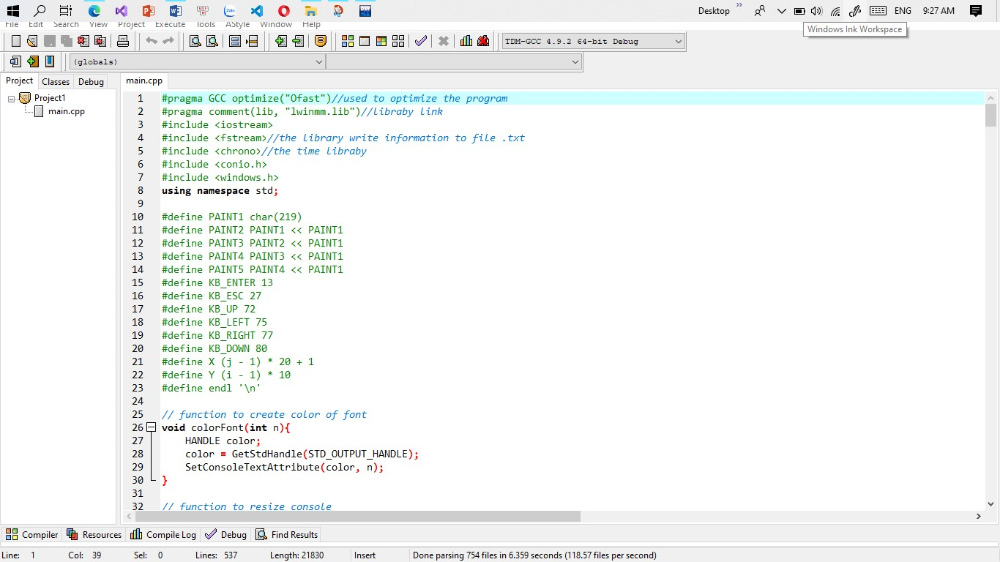 Desktop
ENG 9:27 AM
Windows Ink Workspace
File Edit Search View Project Execute Tools AStyle Window Help
TDM-GCC 4.9.2 64-bit Debug
(globals)
Project Classes Debug
main.cpp
Project1
main.cpp
1 #pragma GCC optimize("Ofast")//used to optimize the program
2 #pragma comment(lib, "lwinmm.lib")//libraby link
3 #include <iostream>
4 #include <fstream>//the library write information to file .txt
5 #include <chrono>//the time libraby
6 #include <conio.h>
7 #include <windows.h>
8 using namespace std;
9
10 #define PAINT1 char(219)
11 #define PAINT2 PAINT1 << PAINT1
12 #define PAINT3 PAINT2 << PAINT1
13 #define PAINT4 PAINT3 << PAINT1
14 #define PAINT5 PAINT4 << PAINT1
15 #define KB_ENTER 13
16 #define KB_ESC 27
17 #define KB_UP 72
18 #define KB_LEFT 75
19 #define KB_RIGHT 77
20 #define KB_DOWN 80
21 #define X (j - 1) * 20 + 1
22 #define Y (i - 1) * 10
23 #define endl '\n'
24
25 // function to create color of font
26 void colorFont(int n){
27 HANDLE color;
28 color = GetStdHandle(STD_OUTPUT_HANDLE);
29 SetConsoleTextAttribute(color, n);
30 }
31
32 // function to resize console
Compiler Resources Compile Log Debug Find Results
Line: 1 Col: 39 Sel: 0 Lines: 537 Length: 21830 Insert Done parsing 754 files in 6.359 seconds (118.57 files per second)